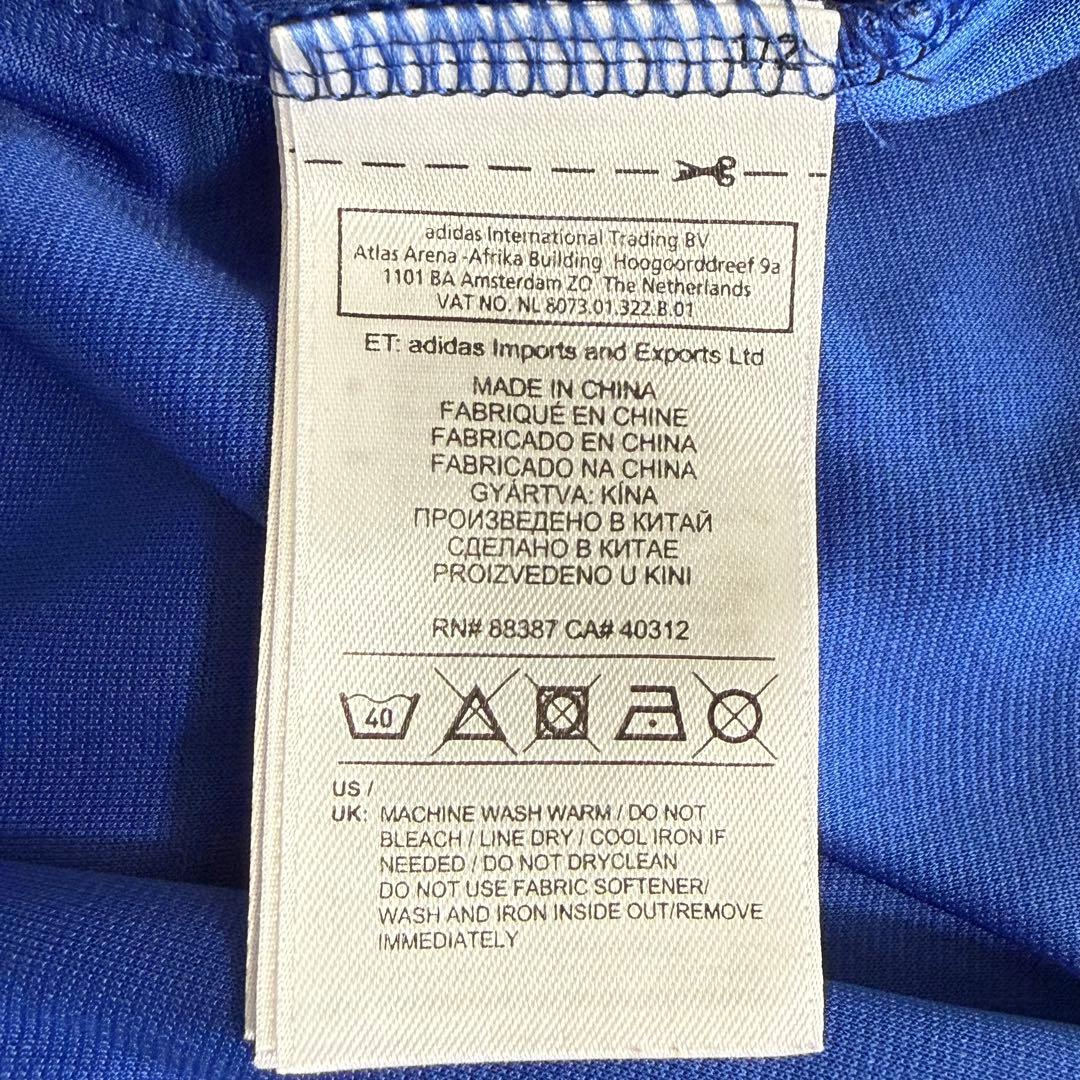 1/2
adidas International Trading BV
Atlas Arena -Afrika Building Hoogoorddreef 9a
1101 BA Amsterdam ZO The Netherlands
VAT NO. NL 8073.01.322.B.01
ET: adidas Imports and Exports Ltd
MADE IN CHINA
FABRIQUÉ EN CHINE
FABRICADO EN CHINA
FABRICADO NA CHINA
GYÁRTVA: KÍNA
ПРОИЗВЕДЕНО В КИТАЙ
СДЕЛАНО В КИТАЕ
PROIZVEDENO U KINI
RN# 88387 CA# 40312
40
US /
UK: MACHINE WASH WARM / DO NOT
BLEACH / LINE DRY / COOL IRON IF
NEEDED / DO NOT DRYCLEAN
DO NOT USE FABRIC SOFTENER/
WASH AND IRON INSIDE OUT/REMOVE
IMMEDIATELY